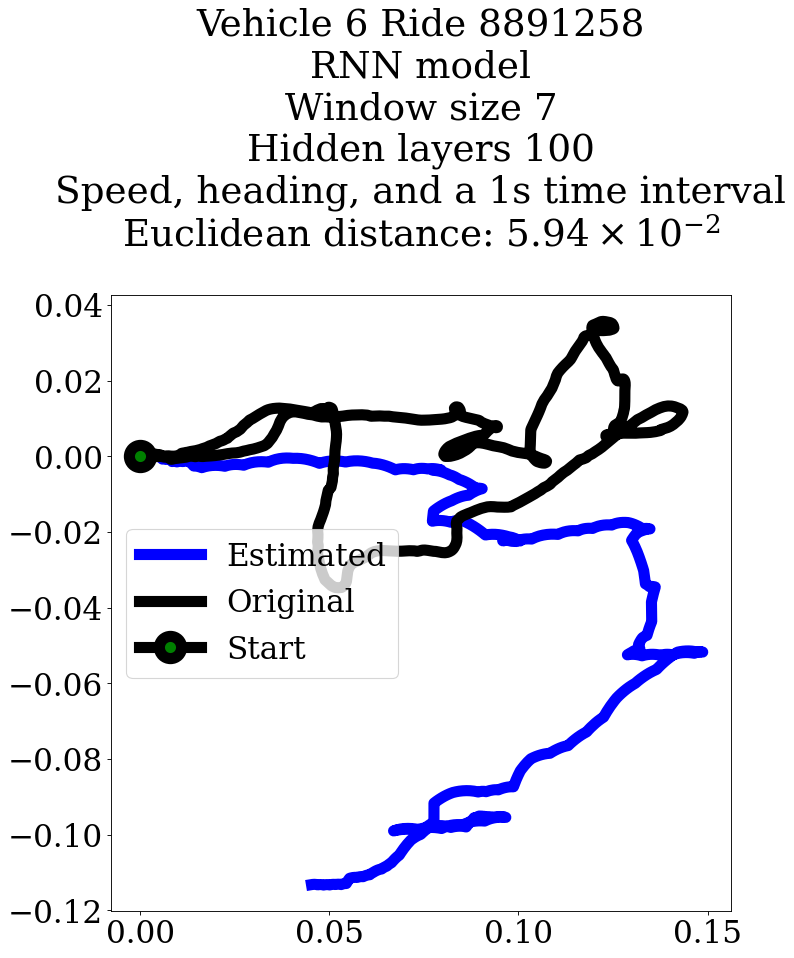 Vehicle 6 Ride 8891258
RNN model
Window size 7
Hidden layers 100
Speed, heading, and a 1s time interval
Euclidean distance: 5.94 × 10⁻²
0.04
0.02
0.00
−0.02
−0.04
−0.06
−0.08
−0.10
−0.12
Estimated
Original
Start
0.00 0.05 0.10 0.15